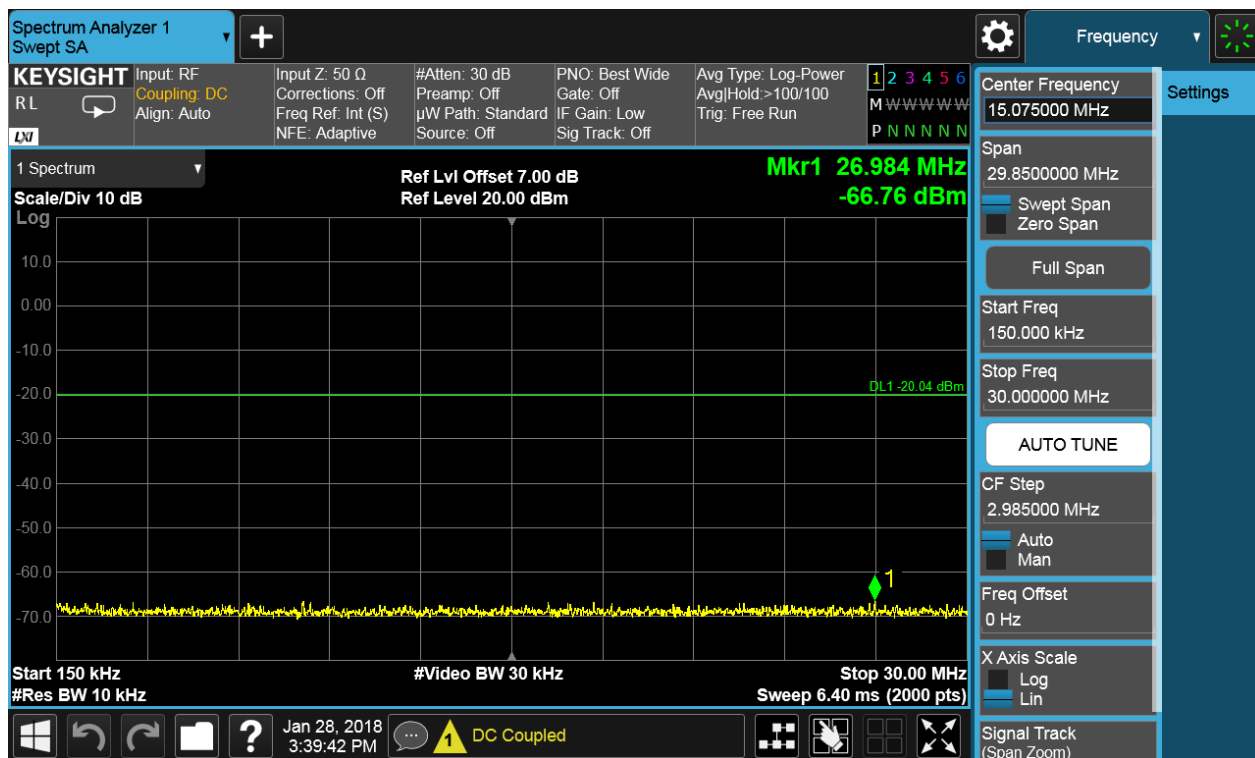 Spectrum Analyzer 1
Swept SA
+
Frequency
KEYSIGHT
R L
LXI
Input: RF
Coupling: DC
Align: Auto
Input Z: 50 Ω
Corrections: Off
Freq Ref: Int (S)
NFE: Adaptive
#Atten: 30 dB
Preamp: Off
µW Path: Standard
Source: Off
PNO: Best Wide
Gate: Off
IF Gain: Low
Sig Track: Off
Avg Type: Log-Power
Avg|Hold:>100/100
Trig: Free Run
1 2 3 4 5 6
M W W W W W
P N N N N N
1 Spectrum
Scale/Div 10 dB
Ref Lvl Offset 7.00 dB
Ref Level 20.00 dBm
Mkr1 26.984 MHz
-66.76 dBm
Log
10.0
0.00
-10.0
-20.0
-30.0
-40.0
-50.0
-60.0
-70.0
DL1 -20.04 dBm
1
Start 150 kHz
#Res BW 10 kHz
#Video BW 30 kHz
Stop 30.00 MHz
Sweep 6.40 ms (2000 pts)
?
Jan 28, 2018
3:39:42 PM
1
DC Coupled
Center Frequency
15.075000 MHz
Settings
Span
29.8500000 MHz
Swept Span
Zero Span
Full Span
Start Freq
150.000 kHz
Stop Freq
30.000000 MHz
AUTO TUNE
CF Step
2.985000 MHz
Auto
Man
Freq Offset
0 Hz
X Axis Scale
Log
Lin
Signal Track
(Span Zoom)